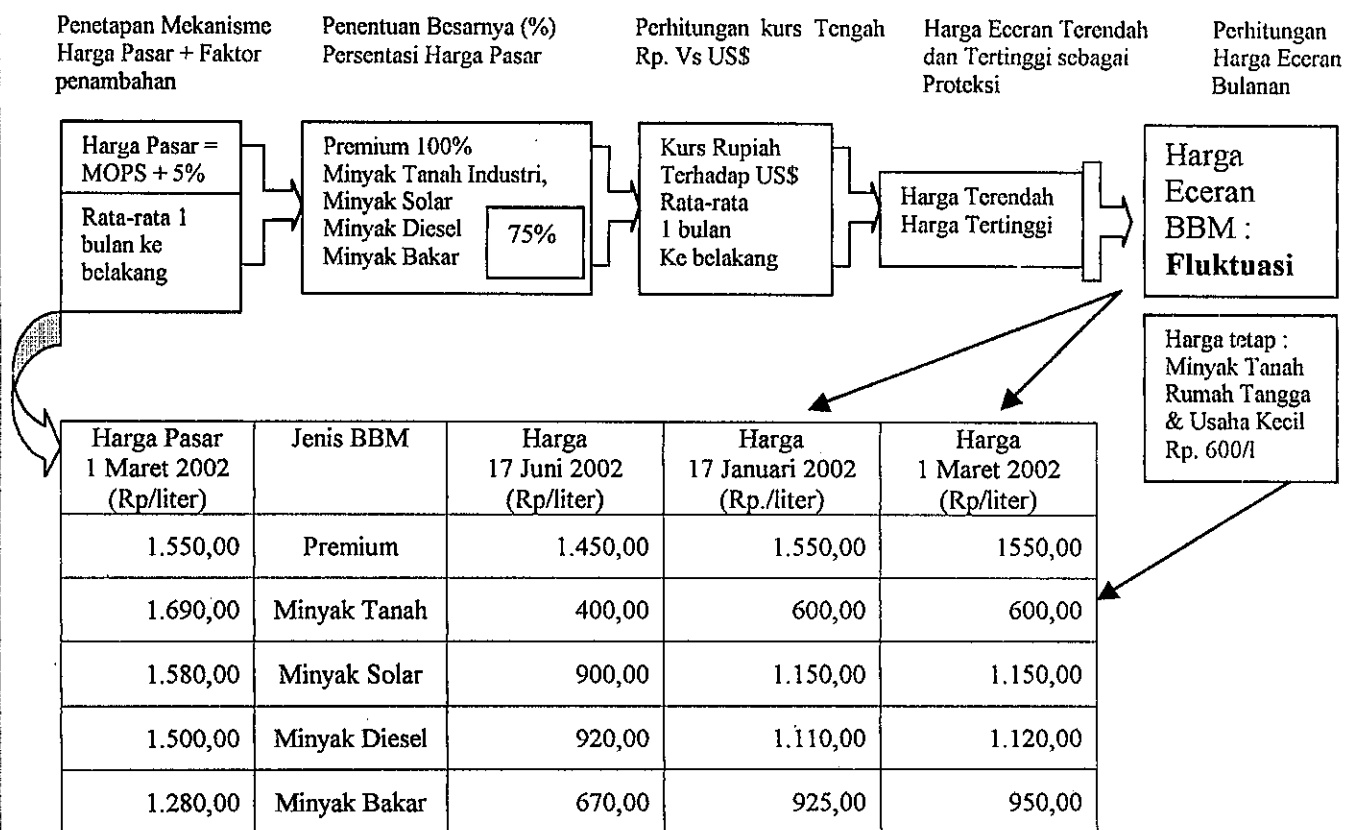 Penetapan Mekanisme
Harga Pasar + Faktor
penambahan
Penentuan Besarnya (%)
Persentasi Harga Pasar
Perhitungan kurs Tengah
Rp. Vs US$
Harga Eceran Terendah
dan Tertinggi sebagai
Proteksi
Perhitungan
Harga Eceran
Bulanan
Harga Pasar =
MOPS + 5%
Rata-rata 1
bulan ke
belakang
Premium 100%
Minyak Tanah Industri,
Minyak Solar
Minyak Diesel
Minyak Bakar
75%
Kurs Rupiah
Terhadap US$
Rata-rata
1 bulan
Ke belakang
Harga Terendah
Harga Tertinggi
Harga
Eceran
BBM :
Fluktuasi
Harga tetap :
Minyak Tanah
Rumah Tangga
& Usaha Kecil
Rp. 600/l
Harga Pasar
1 Maret 2002
(Rp/liter)
Jenis BBM
Harga
17 Juni 2002
(Rp/liter)
Harga
17 Januari 2002
(Rp./liter)
Harga
1 Maret 2002
(Rp/liter)
1.550,00 Premium 1.450,00 1.550,00 1550,00
1.690,00 Minyak Tanah 400,00 600,00 600,00
1.580,00 Minyak Solar 900,00 1.150,00 1.150,00
1.500,00 Minyak Diesel 920,00 1.110,00 1.120,00
1.280,00 Minyak Bakar 670,00 925,00 950,00